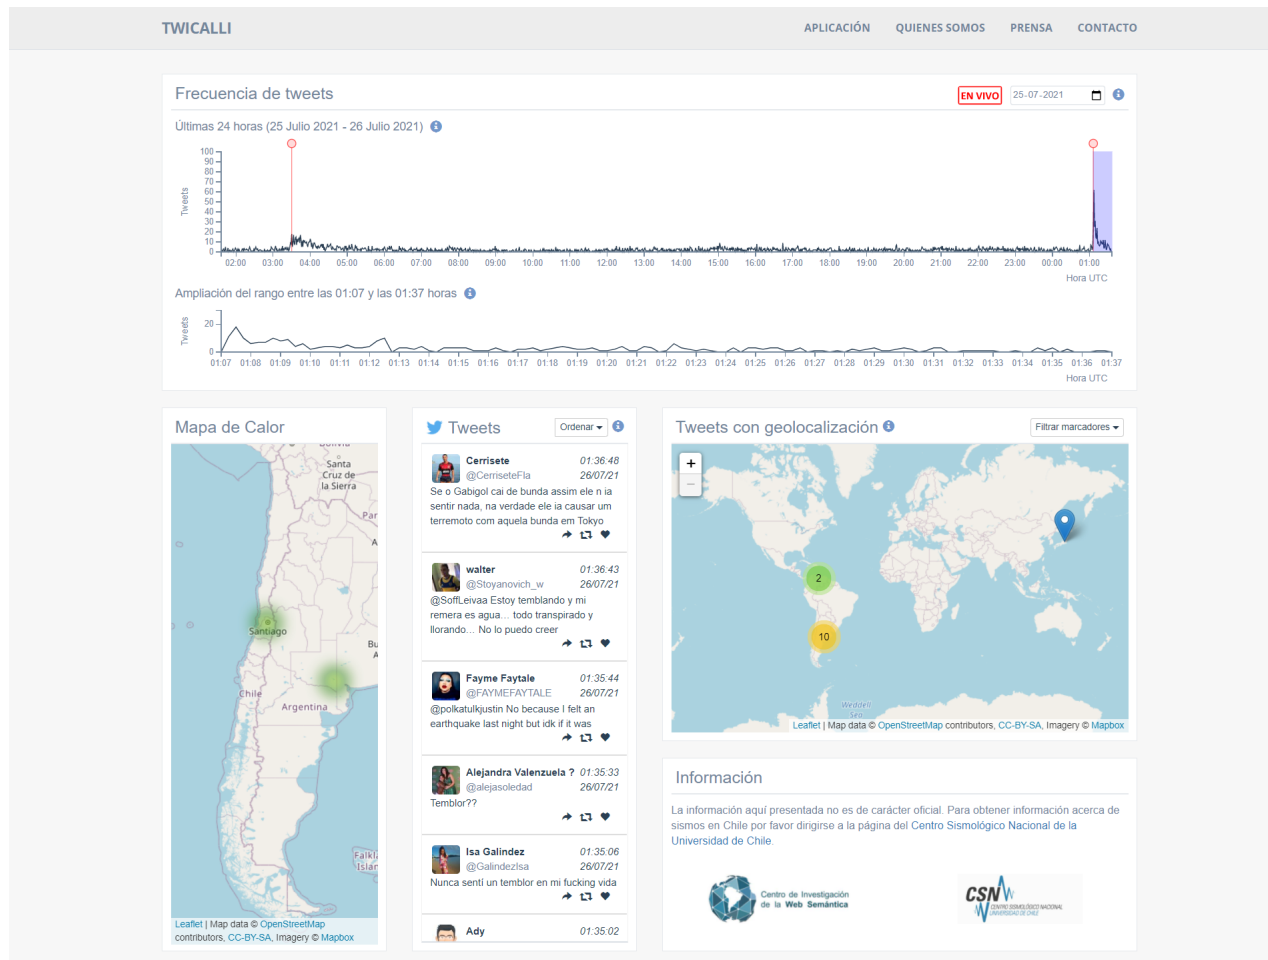 TWICALLI
APLICACIÓN QUIENES SOMOS PRENSA CONTACTO
Frecuencia de tweets
EN VIVO 25-07-2021
Últimas 24 horas (25 Julio 2021 - 26 Julio 2021)
100
90
80
70
60
50
40
30
20
10
0
Tweets
02:00 03:00 04:00 05:00 06:00 07:00 08:00 09:00 10:00 11:00 12:00 13:00 14:00 15:00 16:00 17:00 18:00 19:00 20:00 21:00 22:00 23:00 00:00 01:00
Hora UTC
Ampliación del rango entre las 01:07 y las 01:37 horas
20
0
Tweets
01:07 01:08 01:09 01:10 01:11 01:12 01:13 01:14 01:15 01:16 01:17 01:18 01:19 01:20 01:21 01:22 01:23 01:24 01:25 01:26 01:27 01:28 01:29 01:30 01:31 01:32 01:33 01:34 01:35 01:36 01:37
Hora UTC
Mapa de Calor
Santa
Cruz de
la Sierra
Par
A
Santiago
Bu
A
Chile
Argentina
Falkla
Islar
Leaflet | Map data © OpenStreetMap
contributors, CC-BY-SA, Imagery © Mapbox
Tweets
Ordenar
Cerrisete 01:36:48
@CerriseteFla 26/07/21
Se o Gabigol cai de bunda assim ele n ia
sentir nada, na verdade ele ia causar um
terremoto com aquela bunda em Tokyo
walter 01:36:43
@Stoyanovich_w 26/07/21
@SoffLeivaa Estoy temblando y mi
remera es agua… todo transpirado y
llorando… No lo puedo creer
Fayme Faytale 01:35:44
@FAYMEFAYTALE 26/07/21
@polkatulkjustin No because I felt an
earthquake last night but idk if it was
Alejandra Valenzuela ? 01:35:33
@alejasoledad 26/07/21
Temblor??
Isa Galindez 01:35:06
@GalindezIsa 26/07/21
Nunca sentí un temblor en mi fucking vida
Ady 01:35:02
Tweets con geolocalización
Filtrar marcadores
+
−
2
10
Weddell
Sea
Leaflet | Map data © OpenStreetMap contributors, CC-BY-SA, Imagery © Mapbox
Información
La información aquí presentada no es de carácter oficial. Para obtener información acerca de
sismos en Chile por favor dirigirse a la página del Centro Sismológico Nacional de la
Universidad de Chile.
Centro de Investigación
de la Web Semántica
CSN
CENTRO SISMOLÓGICO NACIONAL
UNIVERSIDAD DE CHILE